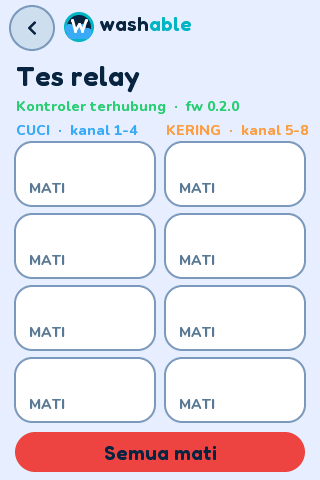 washable
Tes relay
Kontroler terhubung · fw 0.2.0
CUCI · kanal 1-4 KERING · kanal 5-8
MATI MATI
MATI MATI
MATI MATI
MATI MATI
Semua mati